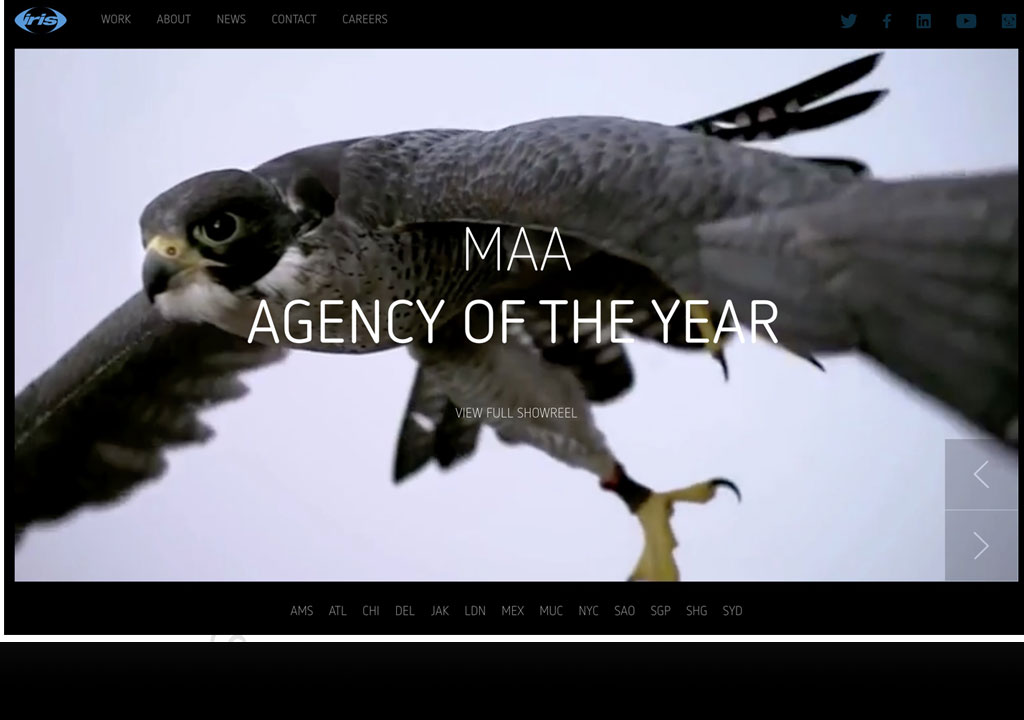 iris
WORK ABOUT NEWS CONTACT CAREERS
MAA
AGENCY OF THE YEAR
VIEW FULL SHOWREEL
AMS ATL CHI DEL JAK LDN MEX MUC NYC SAO SGP SHG SYD